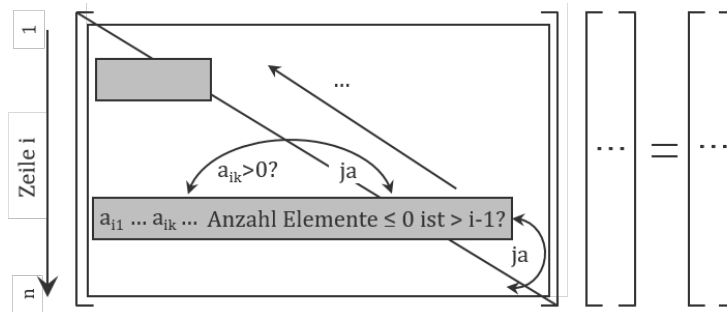 1
Zeile i
n
...
aik>0?
ja
ai1 ... aik ... Anzahl Elemente ≤ 0 ist > i-1?
ja
...
=
...